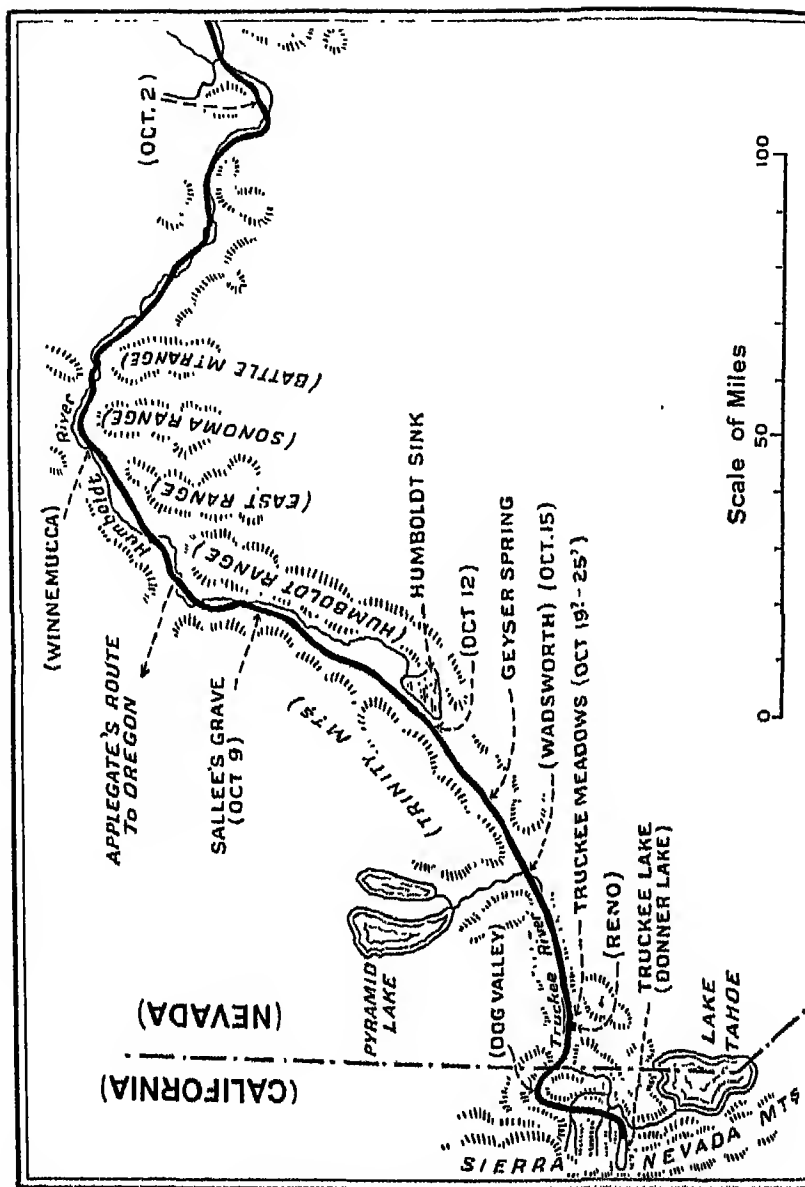 (OCT. 2)
(BATTLE MT RANGE)
River
(SONOMA RANGE)
(WINNEMUCCA)
Humboldt
(EAST RANGE)
APPLEGATE'S ROUTE
TO OREGON
(HUMBOLDT RANGE)
SALLEE'S GRAVE
(OCT 9)
HUMBOLDT SINK
(OCT 12)
(TRINITY MTS)
GEYSER SPRING
(WADSWORTH) (OCT. 15)
TRUCKEE MEADOWS (OCT 19?-25?)
PYRAMID
LAKE
Truckee River
(RENO)
(DOG VALLEY)
TRUCKEE LAKE
(DONNER LAKE)
(NEVADA)
(CALIFORNIA)
LAKE
TAHOE
SIERRA NEVADA MTS
0 50 100
Scale of Miles